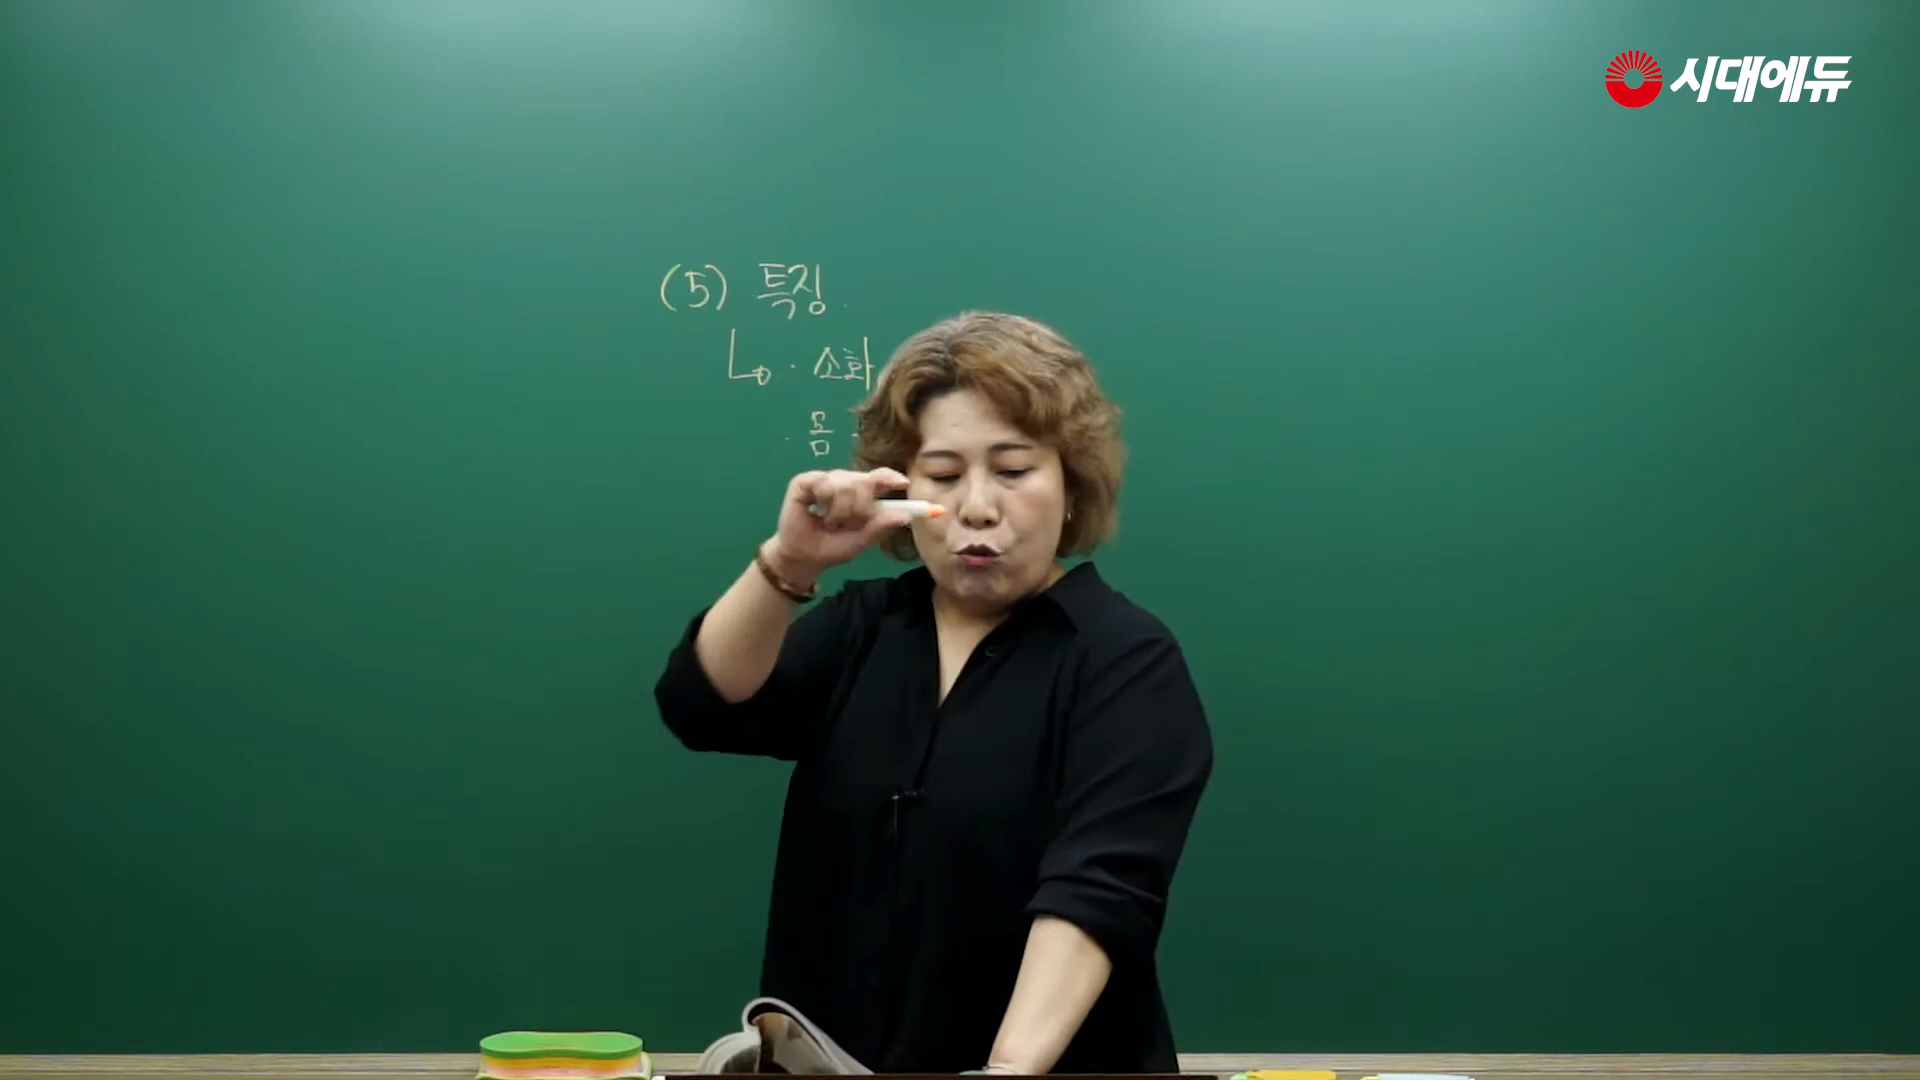 시대에듀
(5) 특징.
· 소화
· 몸